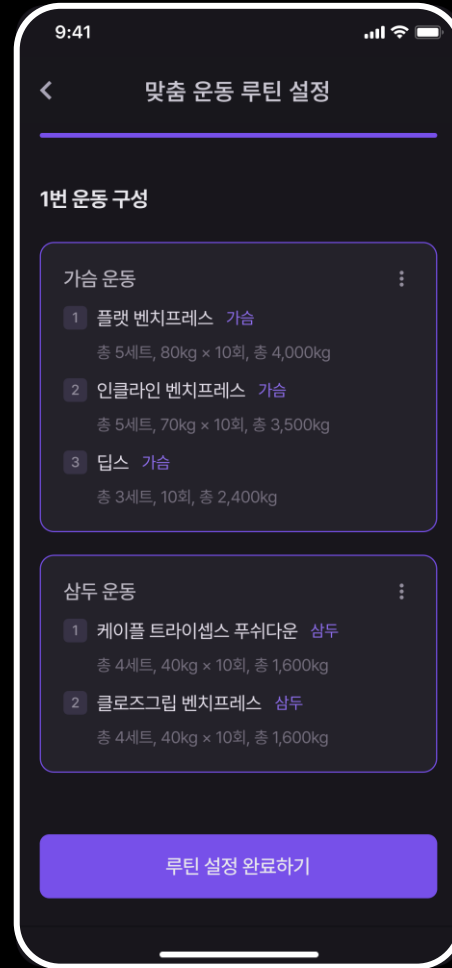 9:41
맞춤 운동 루틴 설정
1번 운동 구성
가슴 운동
1 플랫 벤치프레스 가슴
총 5세트, 80kg × 10회, 총 4,000kg
2 인클라인 벤치프레스 가슴
총 5세트, 70kg × 10회, 총 3,500kg
3 딥스 가슴
총 3세트, 10회, 총 2,400kg
삼두 운동
1 케이플 트라이셉스 푸쉬다운 삼두
총 4세트, 40kg × 10회, 총 1,600kg
2 클로즈그립 벤치프레스 삼두
총 4세트, 40kg × 10회, 총 1,600kg
루틴 설정 완료하기